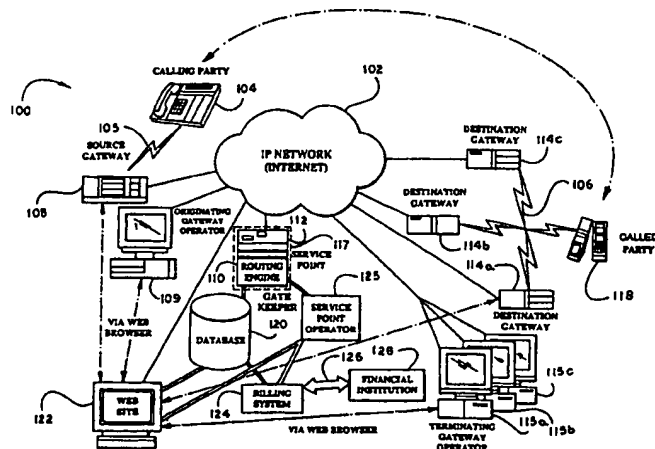 100
CALLING PARTY
104
102
105
SOURCE
GATEWAY
108
IP NETWORK
(INTERNET)
DESTINATION
GATEWAY
114c
106
DESTINATION
GATEWAY
114b
CALLED
PARTY
118
ORIGINATING GATEWAY
OPERATOR
109
112
117
SERVICE
POINT
110
ROUTING
ENGINE
GATE
KEEPER
125
SERVICE
POINT
OPERATOR
114a
DESTINATION
GATEWAY
VIA WEB
BROWSER
DATABASE
120
126
128
122
WEB
SITE
124
BILLING
SYSTEM
FINANCIAL
INSTITUTION
VIA WEB BROWSER
TERMINATING
GATEWAY
OPERATOR
115a
115b
115c